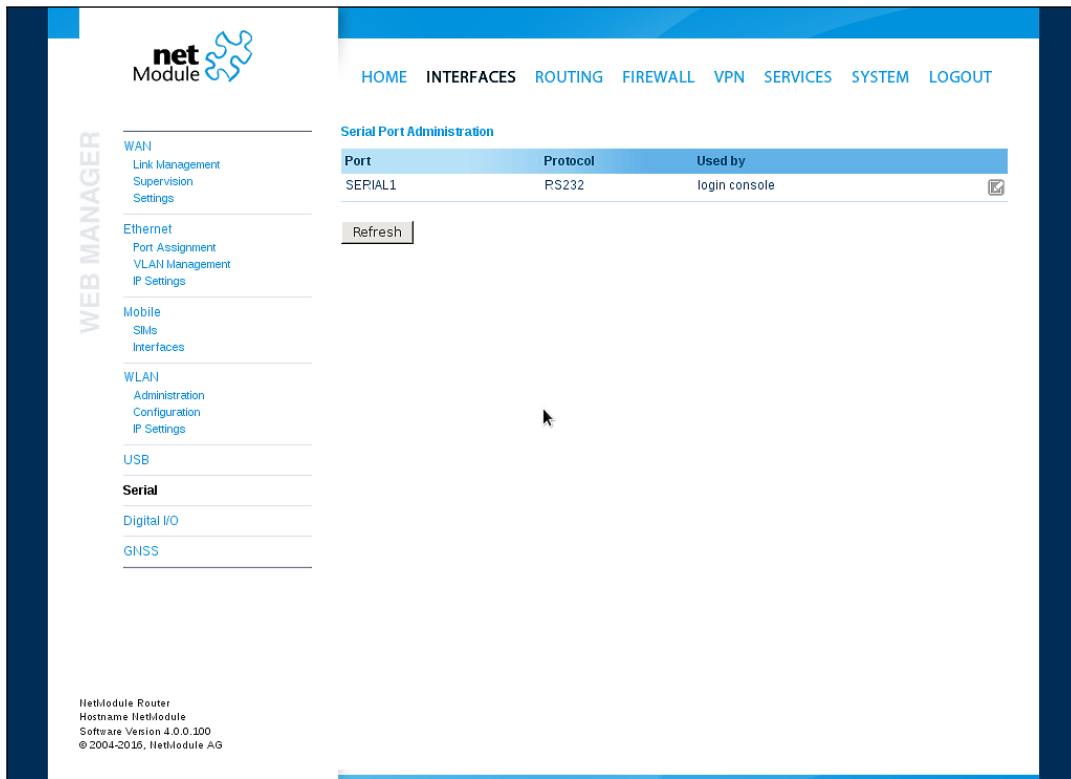 net
Module
HOME INTERFACES ROUTING FIREWALL VPN SERVICES SYSTEM LOGOUT
WEB MANAGER
WAN
Link Management
Supervision
Settings
Ethernet
Port Assignment
VLAN Management
IP Settings
Mobile
SIMs
Interfaces
WLAN
Administration
Configuration
IP Settings
USB
Serial
Digital I/O
GNSS
Serial Port Administration
Port Protocol Used by
SERIAL1 RS232 login console
Refresh
NetModule Router
Hostname NetModule
Software Version 4.0.0.100
© 2004-2016, NetModule AG